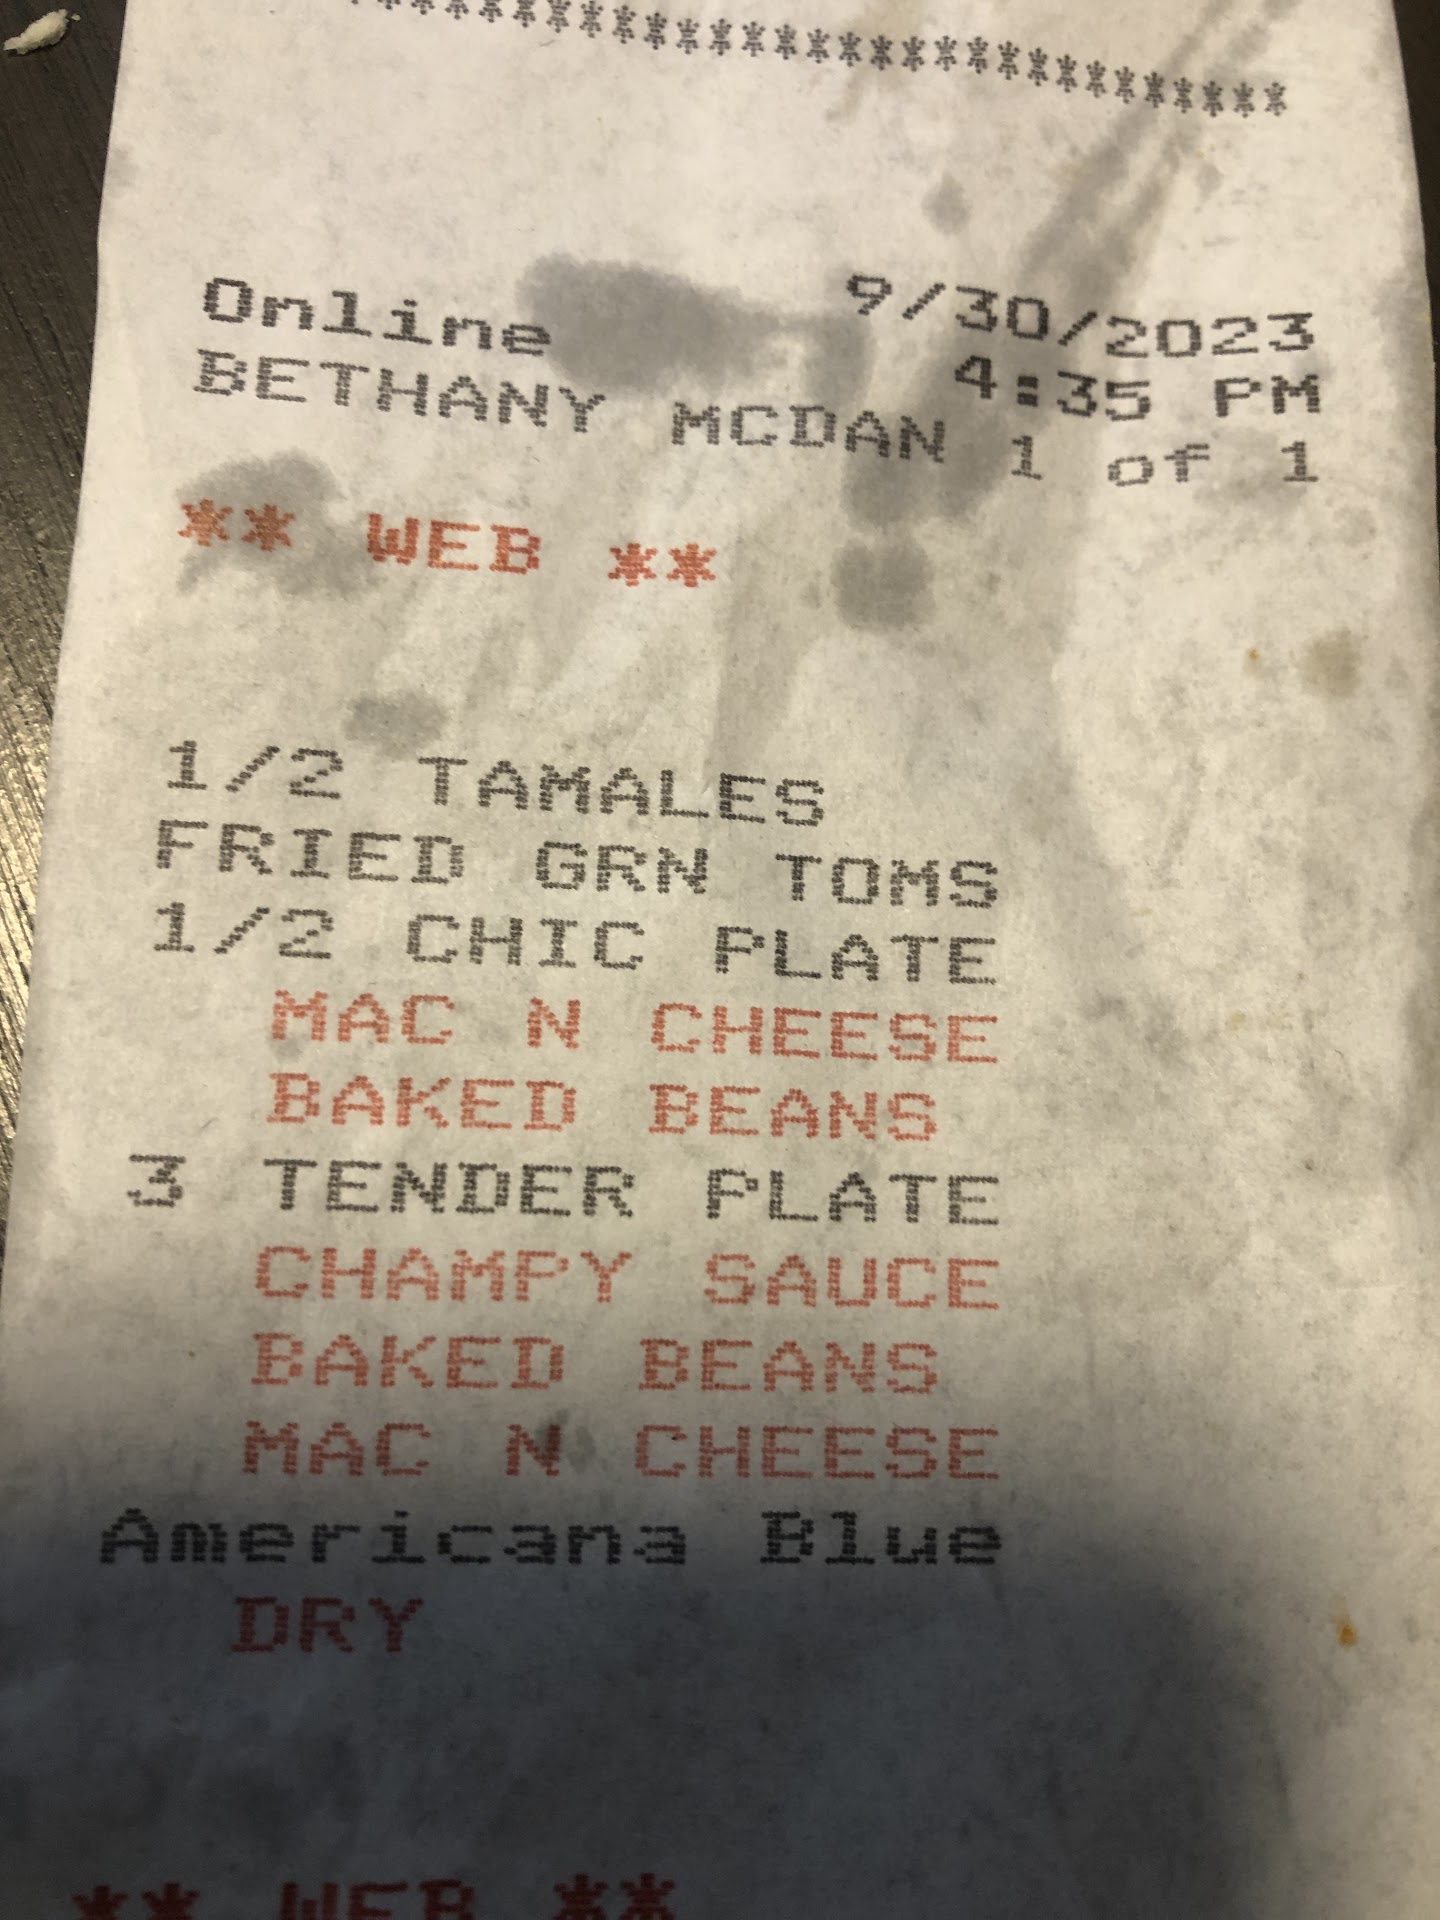 ******************************
Online 9/30/2023
4:35 PM
BETHANY MCDAN 1 of 1
** WEB **
1/2 TAMALES
FRIED GRN TOMS
1/2 CHIC PLATE
MAC N CHEESE
BAKED BEANS
3 TENDER PLATE
CHAMPY SAUCE
BAKED BEANS
MAC N CHEESE
Americana Blue
DRY
** WEB **